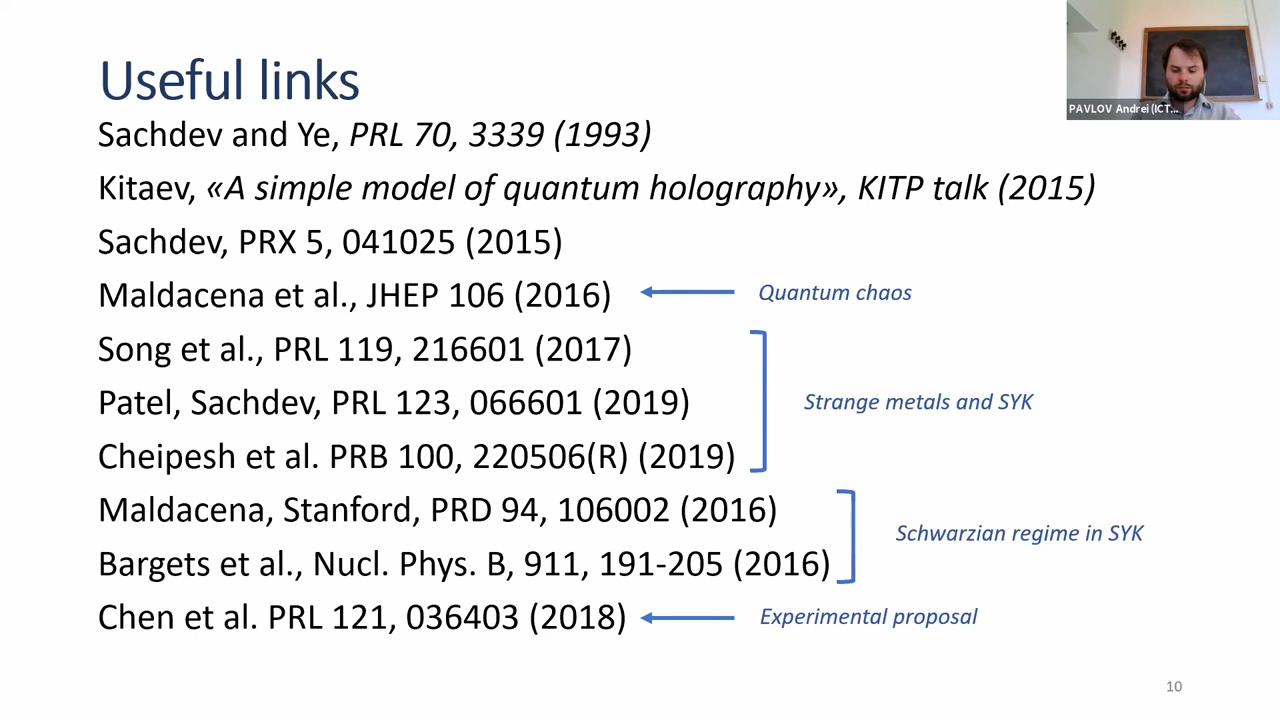 Useful links
PAVLOV Andrei (ICT...
Sachdev and Ye, PRL 70, 3339 (1993)
Kitaev, «A simple model of quantum holography», KITP talk (2015)
Sachdev, PRX 5, 041025 (2015)
Maldacena et al., JHEP 106 (2016)
Quantum chaos
Song et al., PRL 119, 216601 (2017)
Patel, Sachdev, PRL 123, 066601 (2019)
Strange metals and SYK
Cheipesh et al. PRB 100, 220506(R) (2019)
Maldacena, Stanford, PRD 94, 106002 (2016)
Schwarzian regime in SYK
Bargets et al., Nucl. Phys. B, 911, 191-205 (2016)
Chen et al. PRL 121, 036403 (2018)
Experimental proposal
10